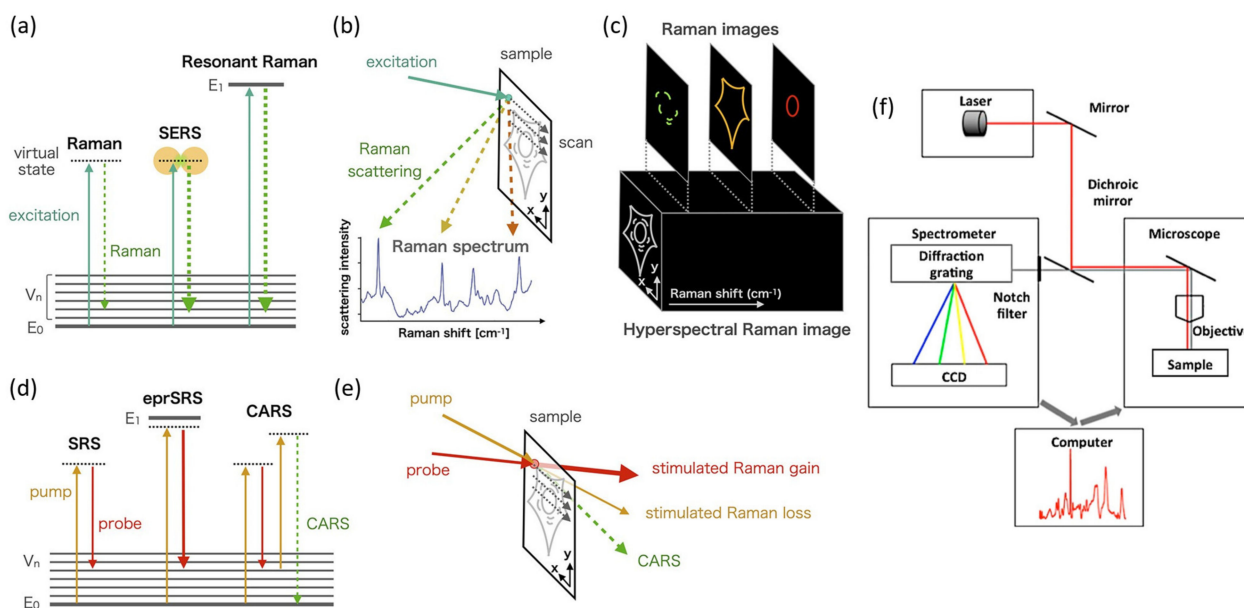 (a)
Resonant Raman
E₁
SERS
Raman
virtual
state
excitation
Raman
Vn
E₀
(b)
sample
excitation
scan
Raman
scattering
y
x
Raman spectrum
scattering intensity
Raman shift [cm⁻¹]
(c)
Raman images
y
x
Raman shift (cm⁻¹)
Hyperspectral Raman image
(d)
eprSRS
E₁
CARS
SRS
pump
probe
CARS
Vn
E₀
(e)
pump
sample
probe
stimulated Raman gain
stimulated Raman loss
y
x
CARS
(f)
Laser
Mirror
Dichroic
mirror
Spectrometer
Diffraction
grating
Notch
filter
CCD
Microscope
Objective
Sample
Computer